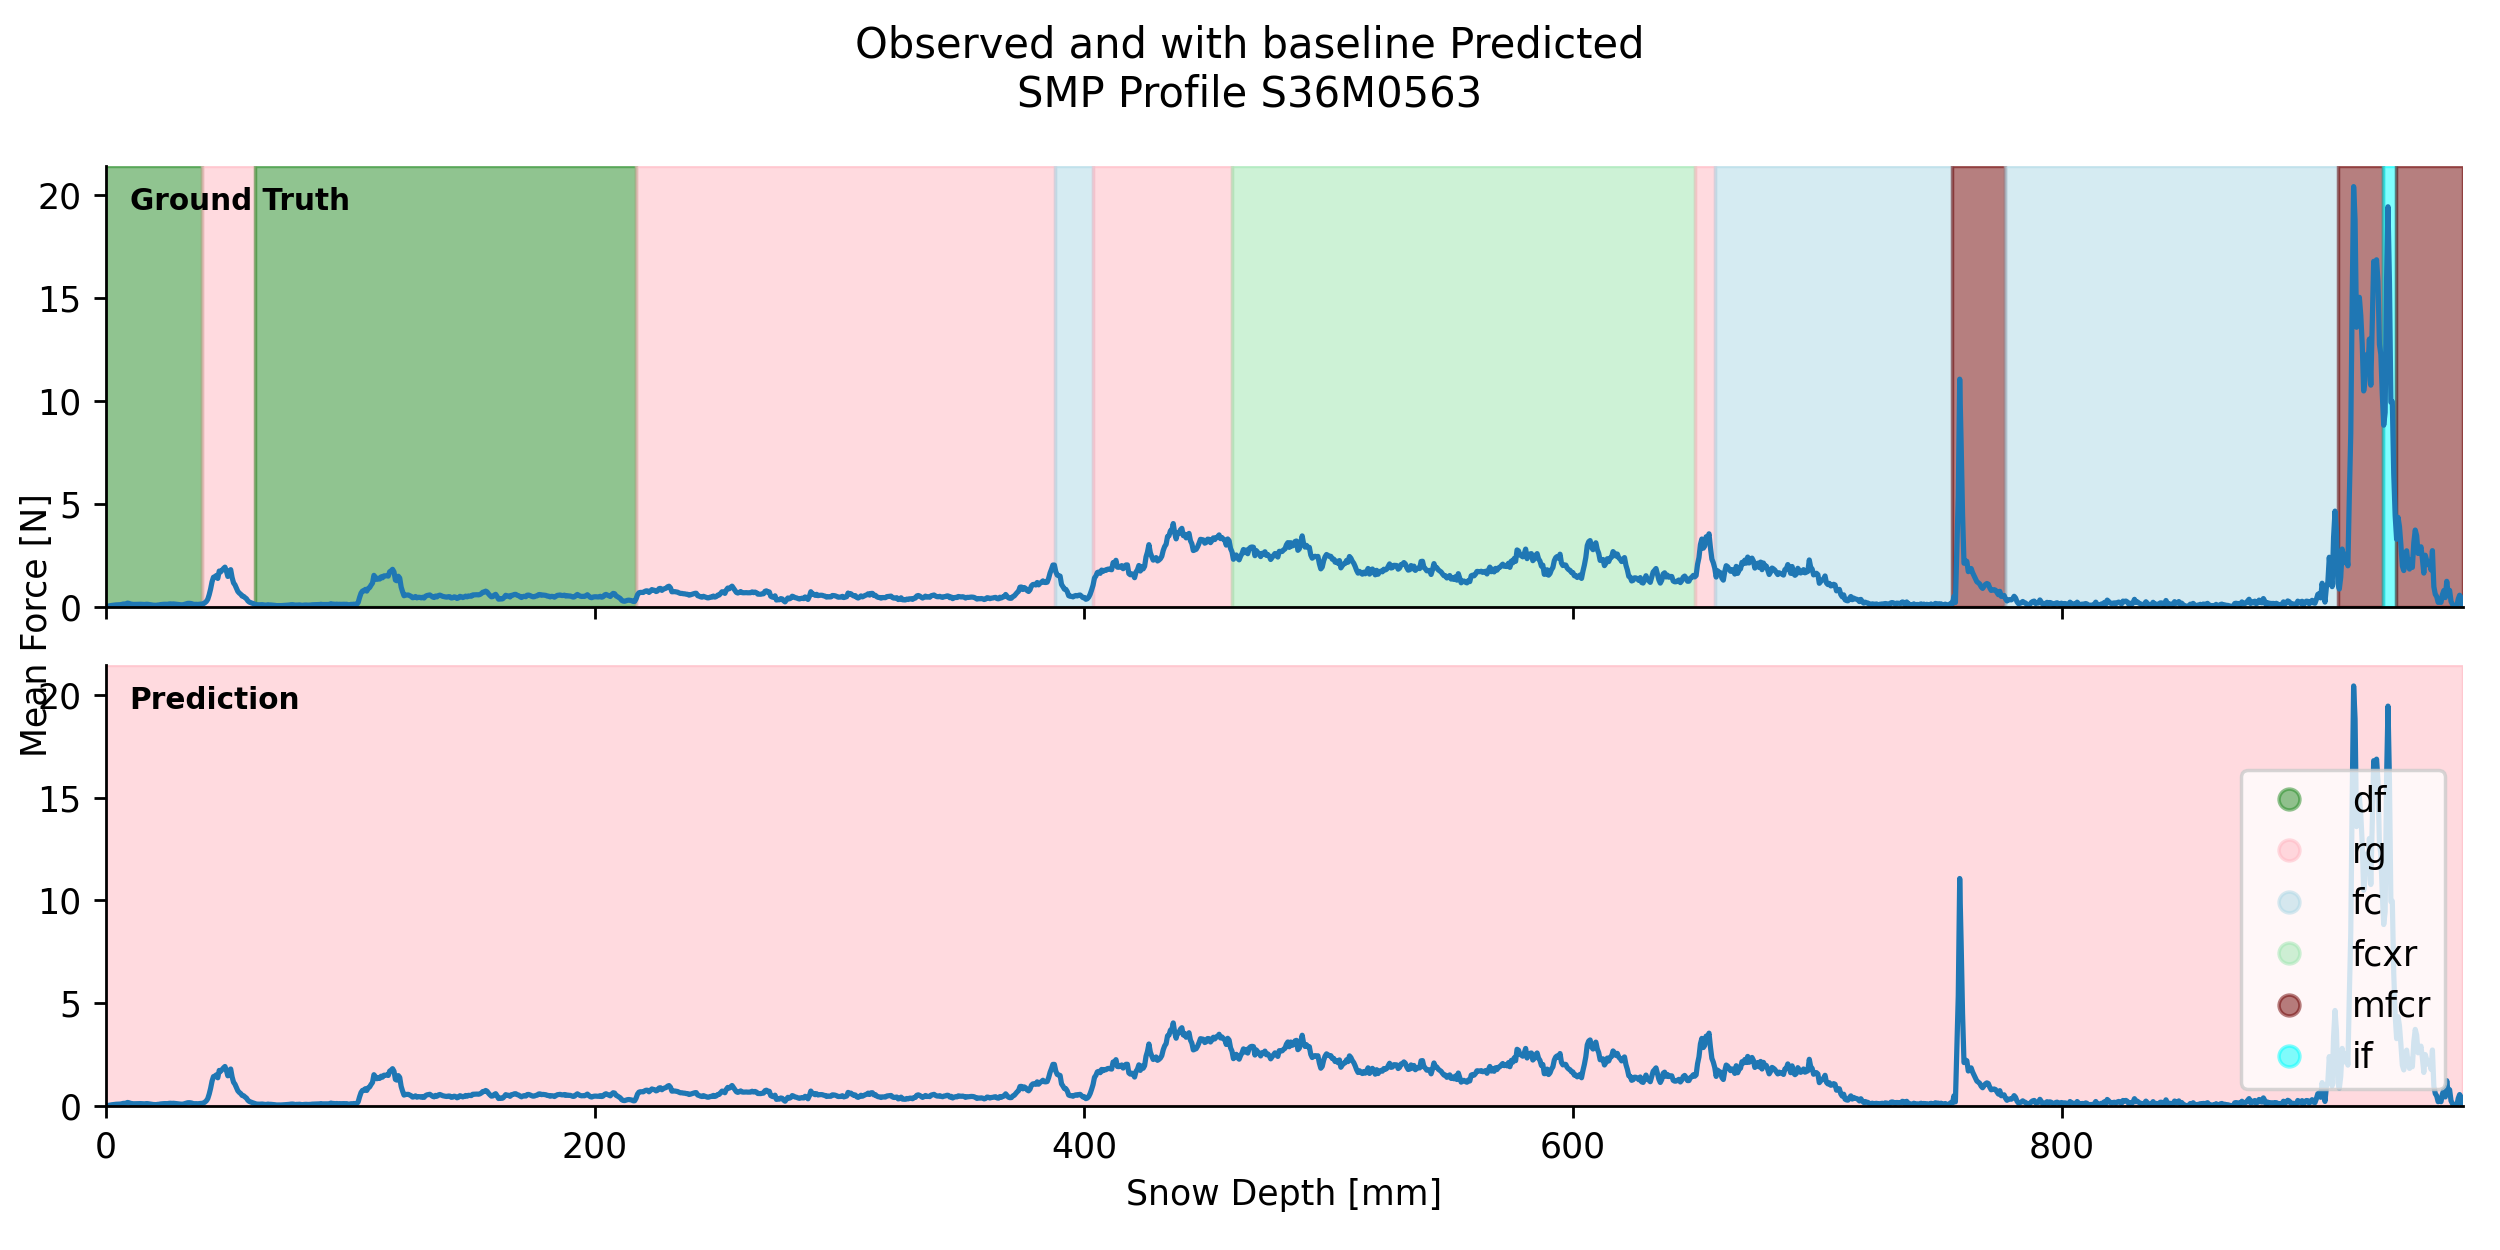 Observed and with baseline Predicted
SMP Profile S36M0563
Mean Force [N]
20
15
10
5
0
Ground Truth
20
15
10
5
0
Prediction
df
rg
fc
fcxr
mfcr
if
0
200
400
600
800
Snow Depth [mm]